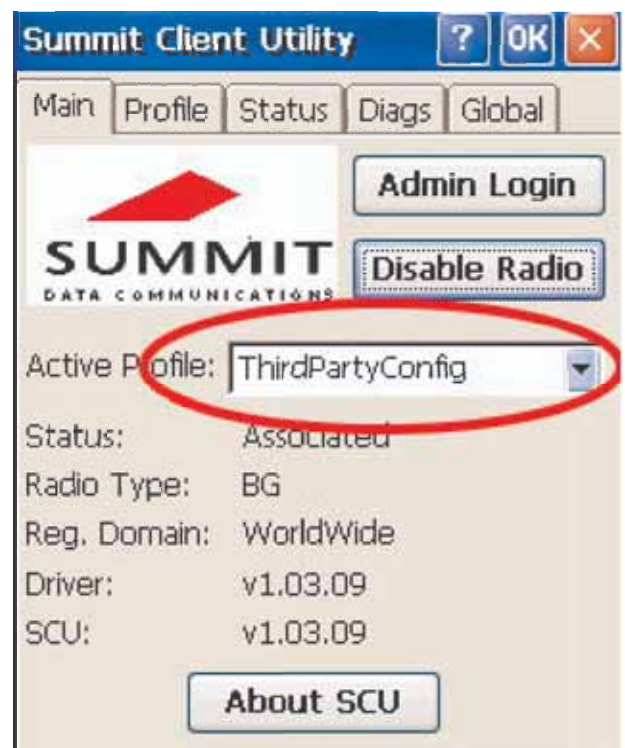 Summit Client Utility ? OK ×
Main Profile Status Diags Global
SUMMIT
DATA COMMUNICATIONS
Admin Login
Disable Radio
Active Profile: ThirdPartyConfig
Status: Associated
Radio Type: BG
Reg. Domain: WorldWide
Driver: v1.03.09
SCU: v1.03.09
About SCU